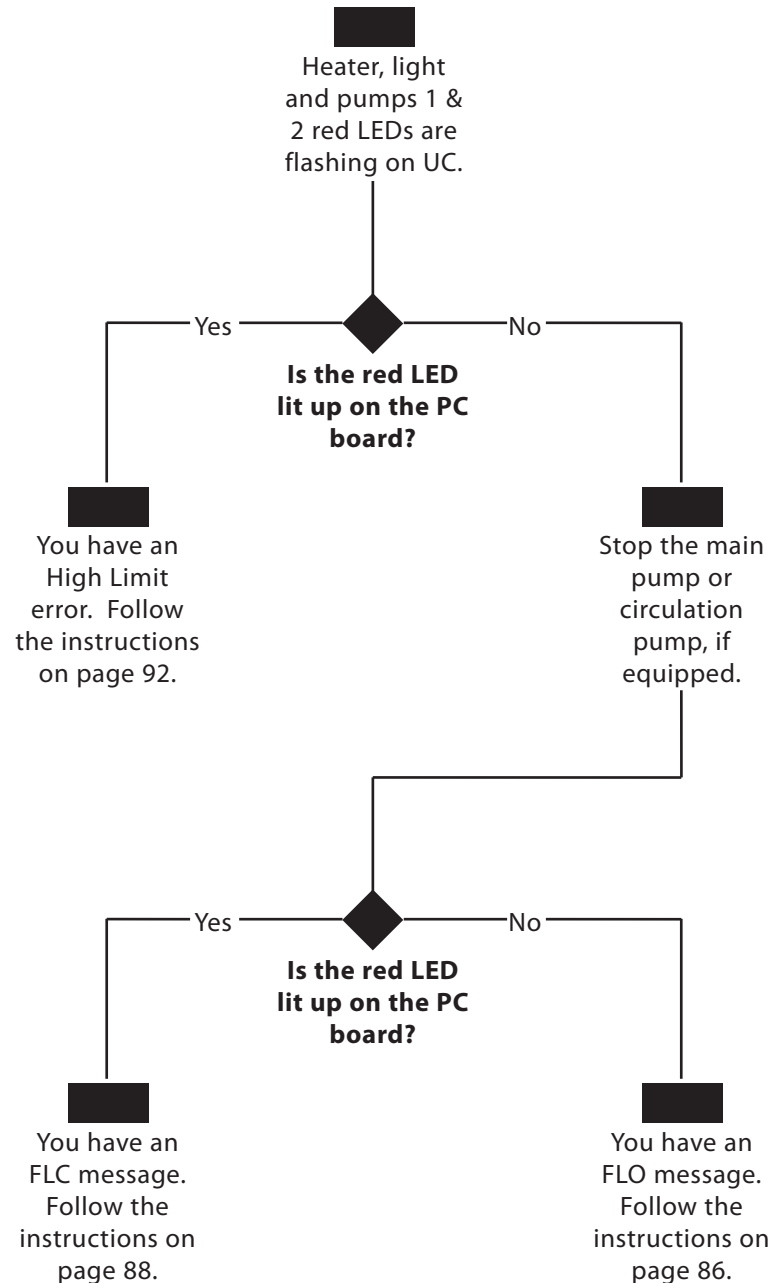 Heater, light
and pumps 1 &
2 red LEDs are
flashing on UC.
Yes
No
Is the red LED
lit up on the PC
board?
You have an
High Limit
error. Follow
the instructions
on page 92.
Stop the main
pump or
circulation
pump, if
equipped.
Yes
No
Is the red LED
lit up on the PC
board?
You have an
FLC message.
Follow the
instructions on
page 88.
You have an
FLO message.
Follow the
instructions on
page 86.